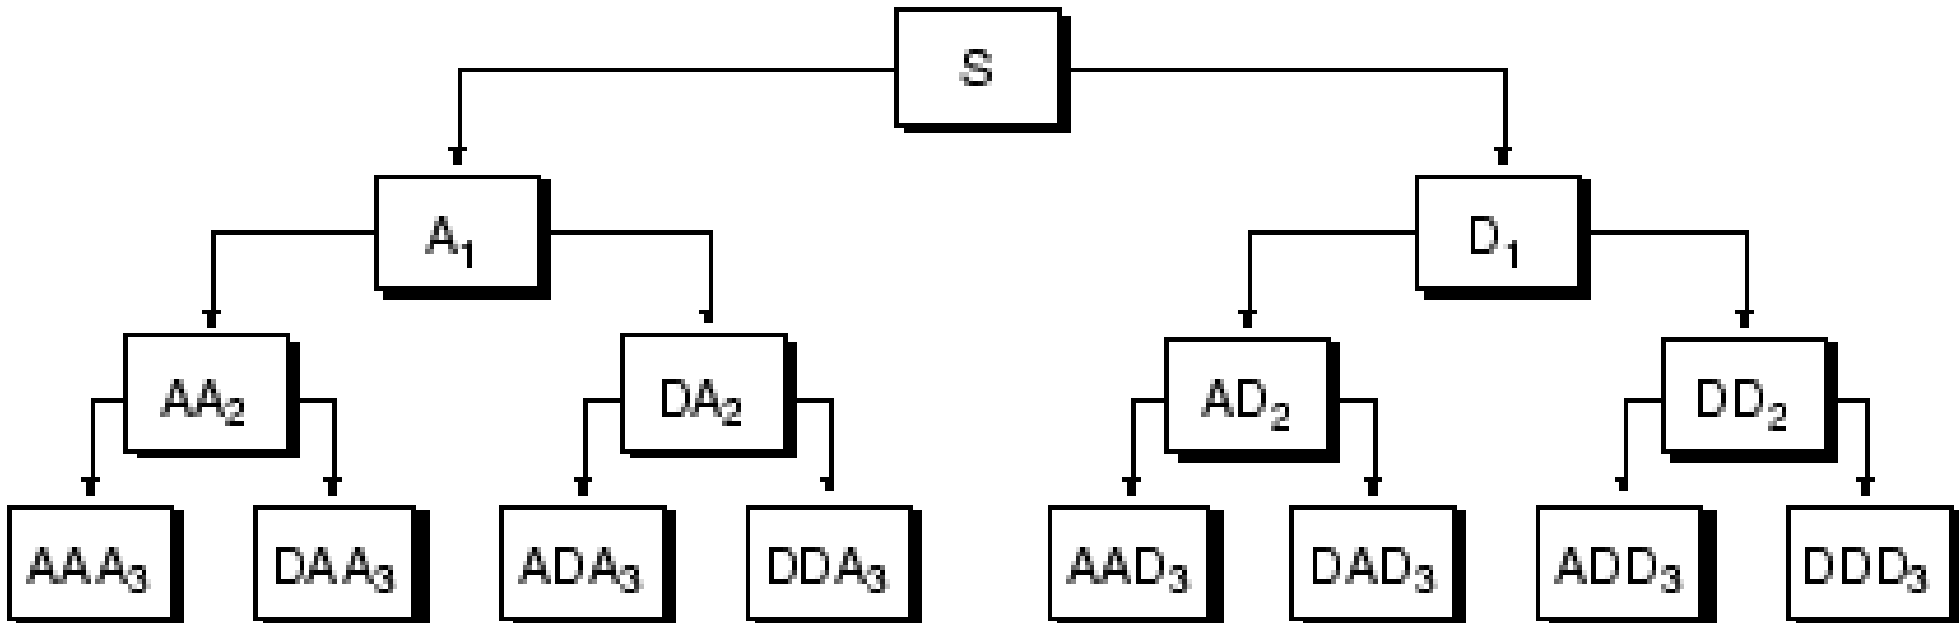 S
A₁ D₁
AA₂ DA₂ AD₂ DD₂
AAA₃ DAA₃ ADA₃ DDA₃ AAD₃ DAD₃ ADD₃ DDD₃